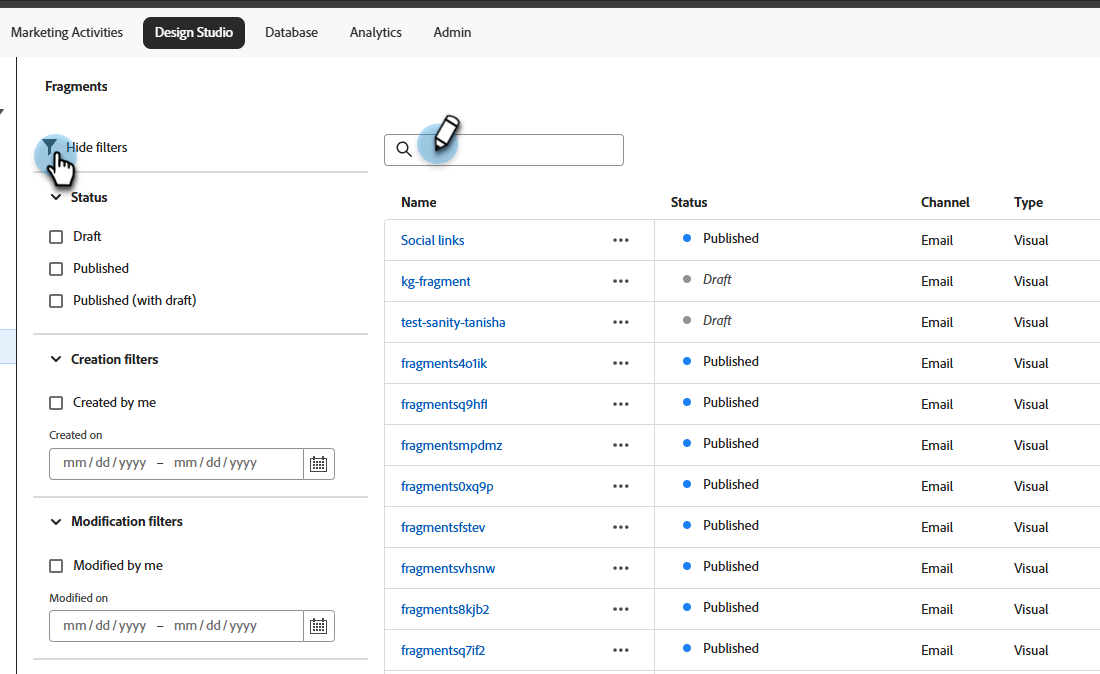 Marketing Activities Design Studio Database Analytics Admin
Fragments
Hide filters
Status
Draft
Published
Published (with draft)
Creation filters
Created by me
Created on
mm / dd / yyyy – mm / dd / yyyy
Modification filters
Modified by me
Modified on
mm / dd / yyyy – mm / dd / yyyy
Name Status Channel Type
Social links ••• Published Email Visual
kg-fragment ••• Draft Email Visual
test-sanity-tanisha ••• Draft Email Visual
fragments4o1ik ••• Published Email Visual
fragmentsq9hfl ••• Published Email Visual
fragmentsmpdmz ••• Published Email Visual
fragments0xq9p ••• Published Email Visual
fragmentsfstev ••• Published Email Visual
fragmentsvhsnw ••• Published Email Visual
fragments8kjb2 ••• Published Email Visual
fragmentsq7if2 ••• Published Email Visual